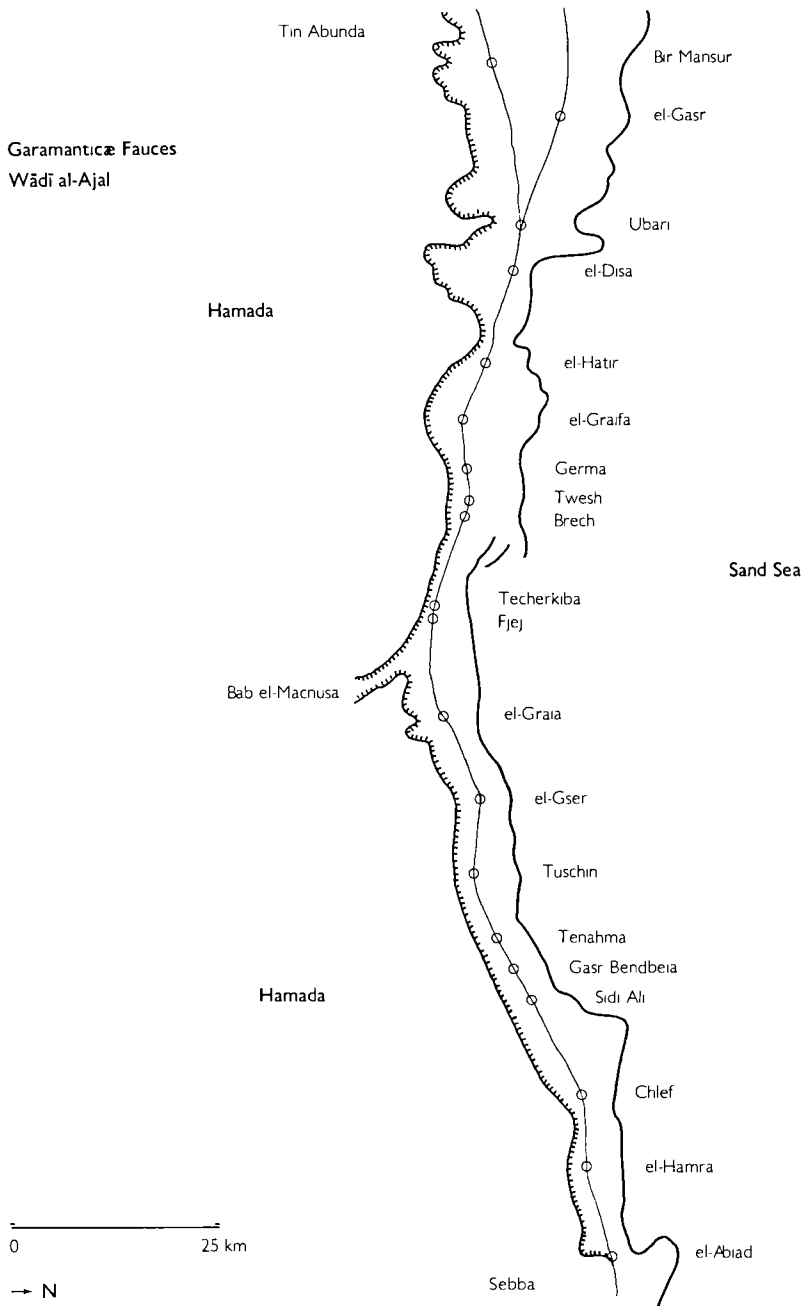 Tin Abunda
Bir Mansur
el-Gasr
Garamanticæ Fauces
Wādī al-Ajal
Ubari
el-Disa
Hamada
el-Hatir
el-Graifa
Germa
Twesh
Brech
Sand Sea
Techerkiba
Fjej
Bab el-Macnusa
el-Graia
el-Gser
Tuschin
Tenahma
Gasr Bendbeia
Hamada
Sidi Ali
Chlef
el-Hamra
0 25 km
el-Abiad
→ N
Sebba